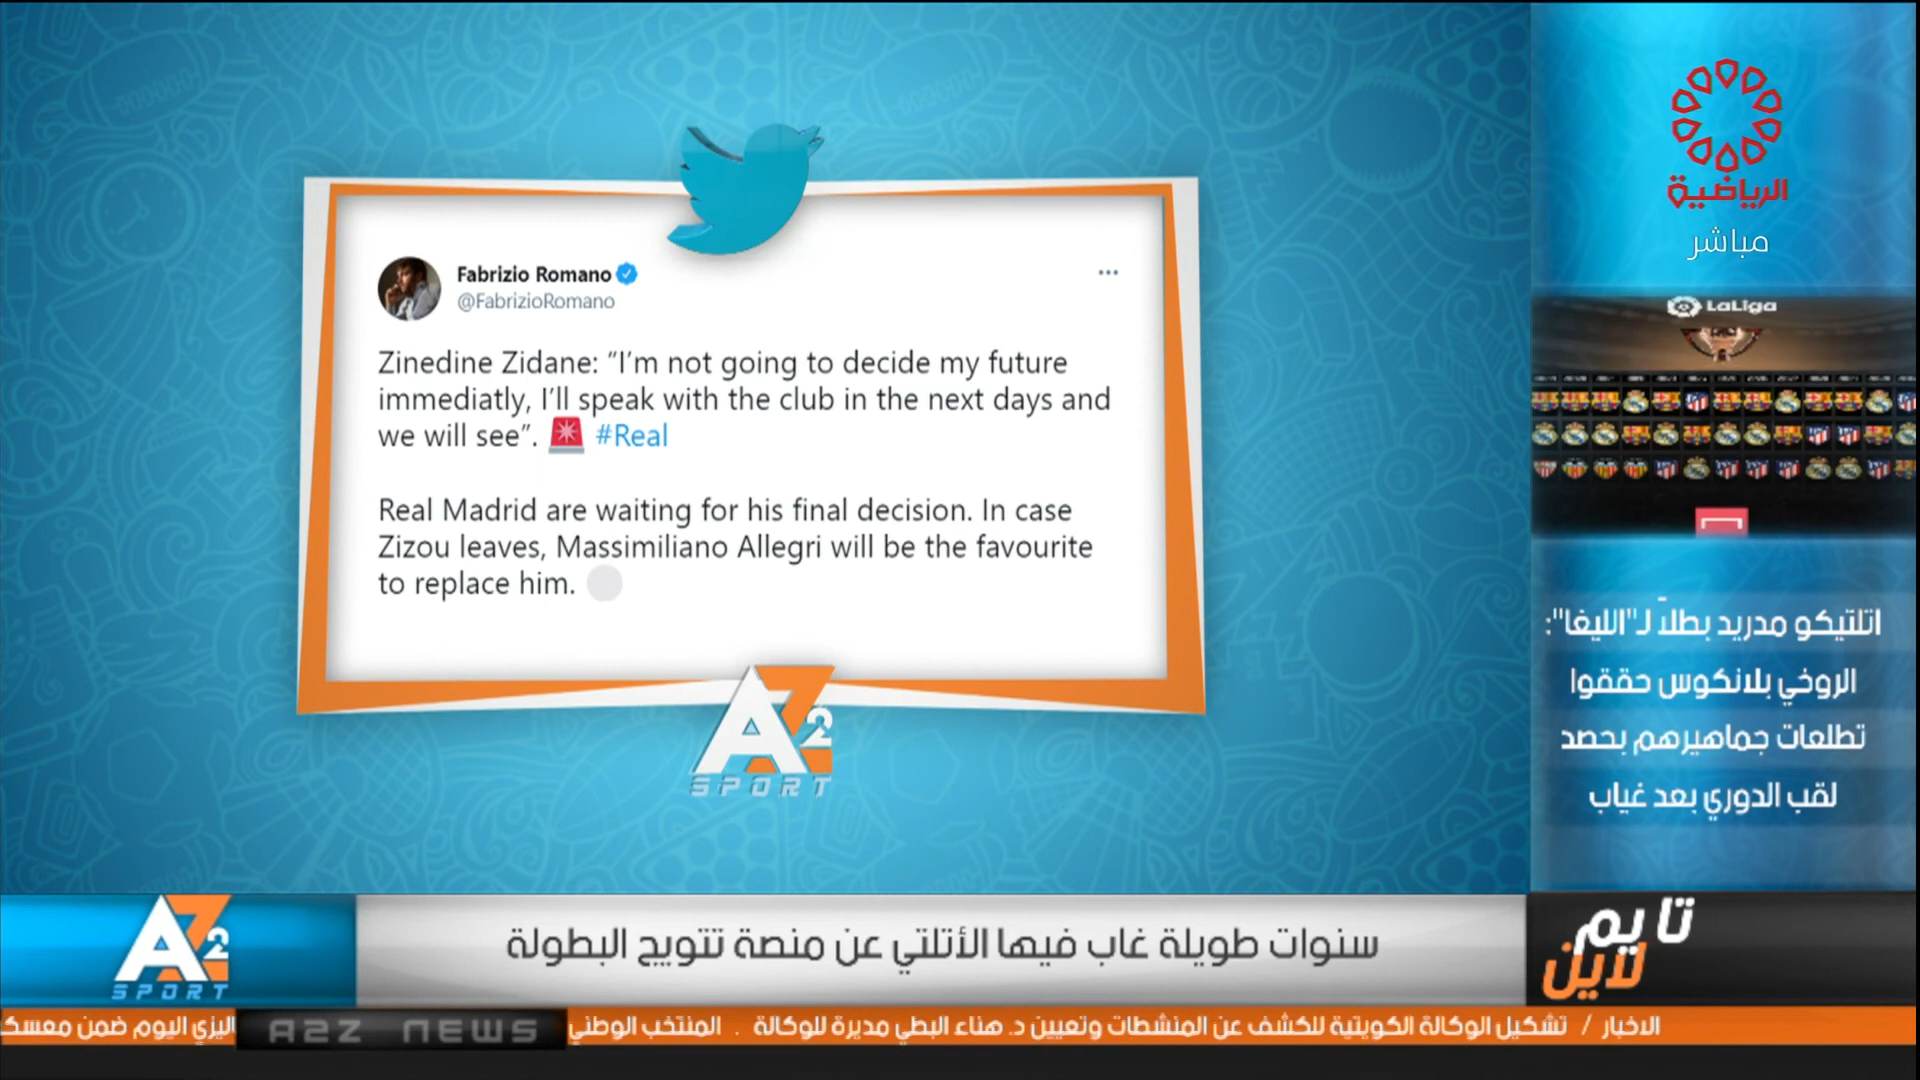 Fabrizio Romano
@FabrizioRomano
Zinedine Zidane: “I’m not going to decide my future
immediatly, I’ll speak with the club in the next days and
we will see”. 🚨 #Real
Real Madrid are waiting for his final decision. In case
Zizou leaves, Massimiliano Allegri will be the favourite
to replace him.
A2Z
SPORT
الرياضية
مباشر
LaLiga
اتلتيكو مدريد بطلاً لـ"الليغا":
الروخي بلانكوس حققوا
تطلعات جماهيرهم بحصد
لقب الدوري بعد غياب
تايم
لاين
سنوات طويلة غاب فيها الأتلتي عن منصة تتويج البطولة
A2Z
SPORT
الاخبار / تشكيل الوكالة الكويتية للكشف عن المنشطات وتعيين د. هناء البطي مديرة للوكالة . المنتخب الوطني
A2Z NEWS
اليوم ضمن